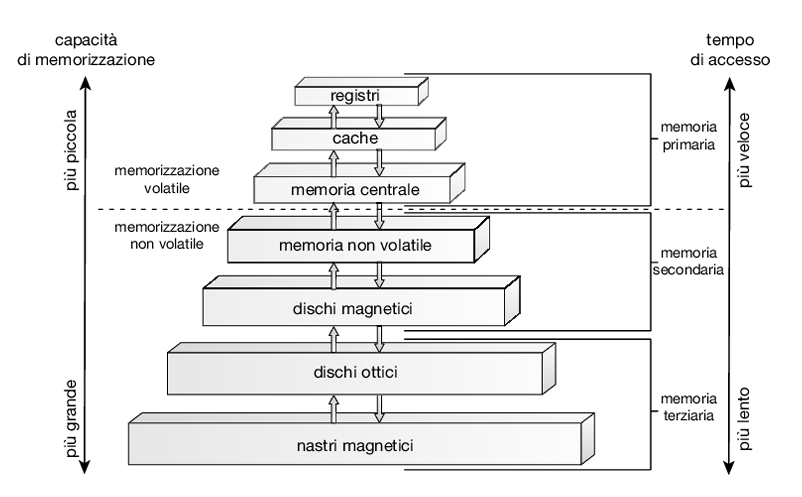 capacità
di memorizzazione
tempo
di accesso
registri
più piccola
più veloce
cache
memoria
primaria
memorizzazione
volatile
memoria centrale
memorizzazione
non volatile
memoria non volatile
memoria
secondaria
dischi magnetici
dischi ottici
più grande
memoria
terziaria
più lento
nastri magnetici